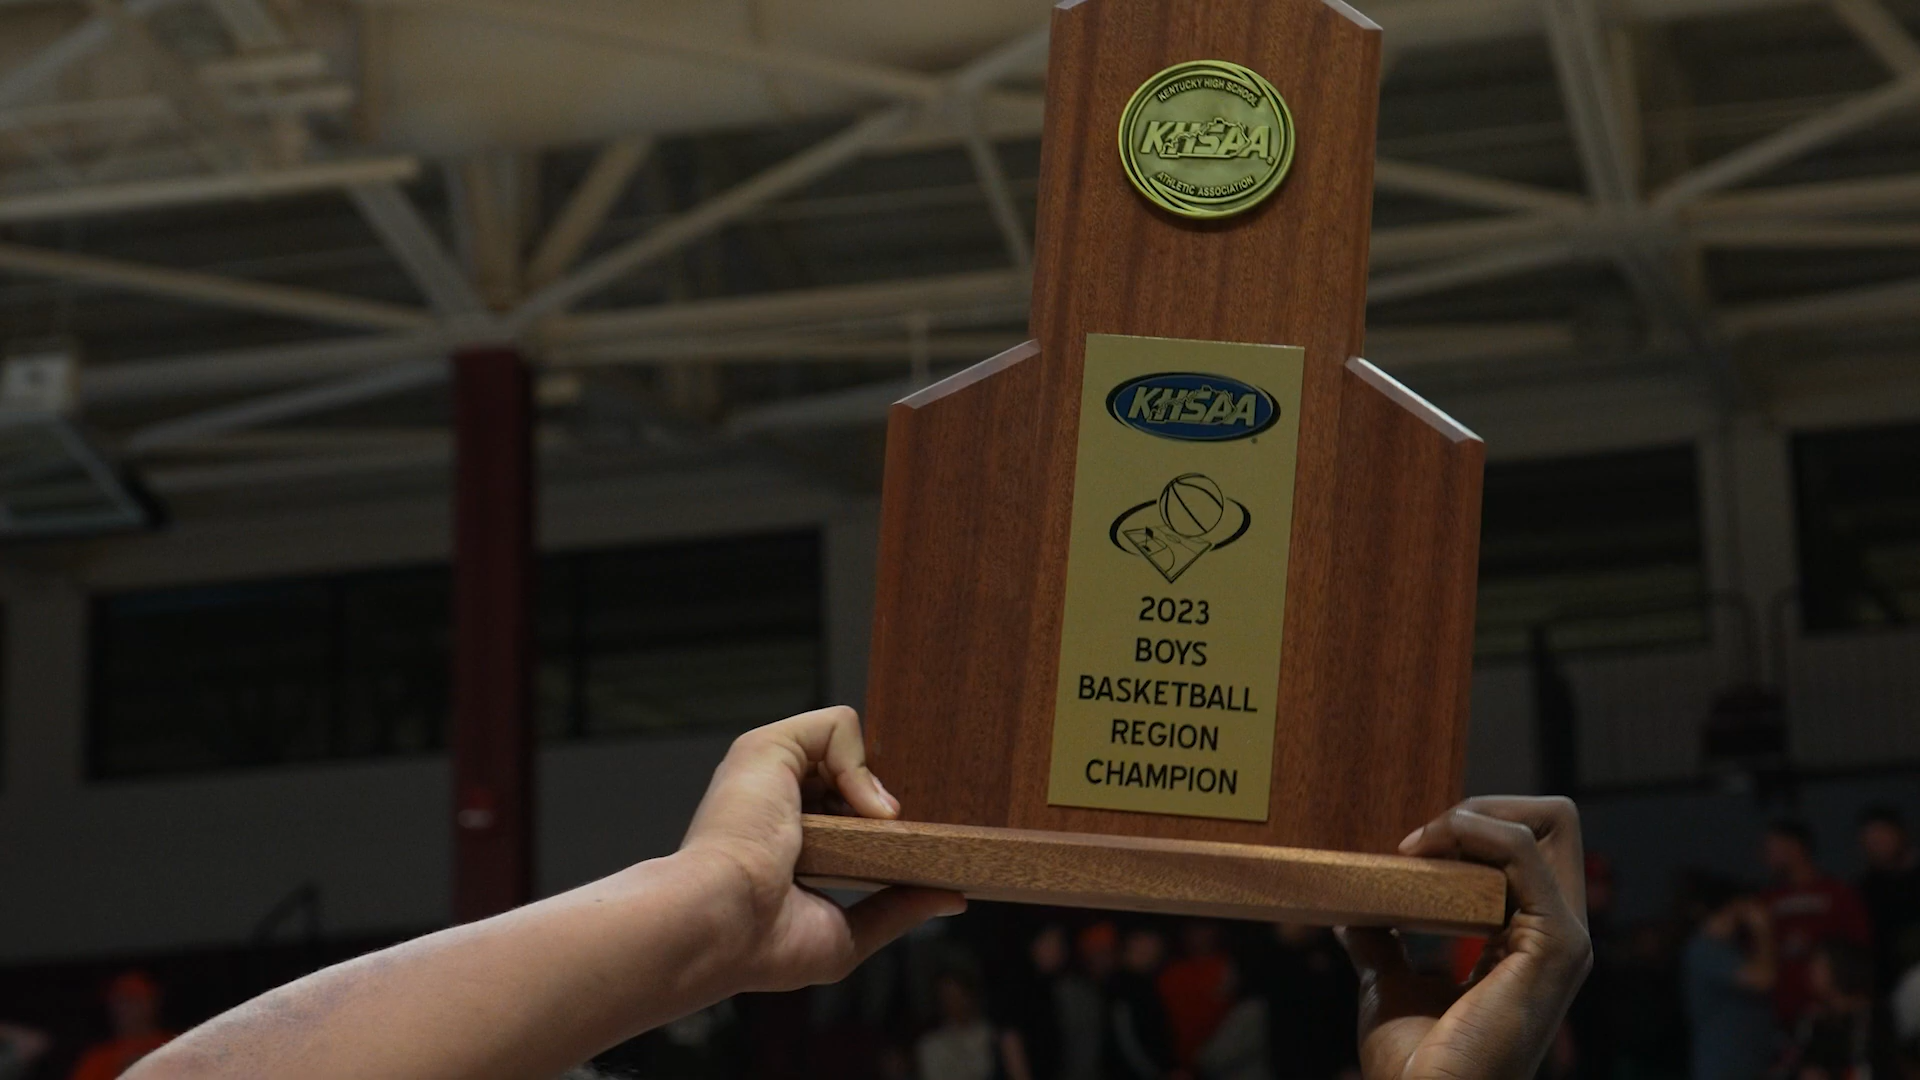 KENTUCKY HIGH SCHOOL
KHSAA
ATHLETIC ASSOCIATION
KHSAA
2023
BOYS
BASKETBALL
REGION
CHAMPION